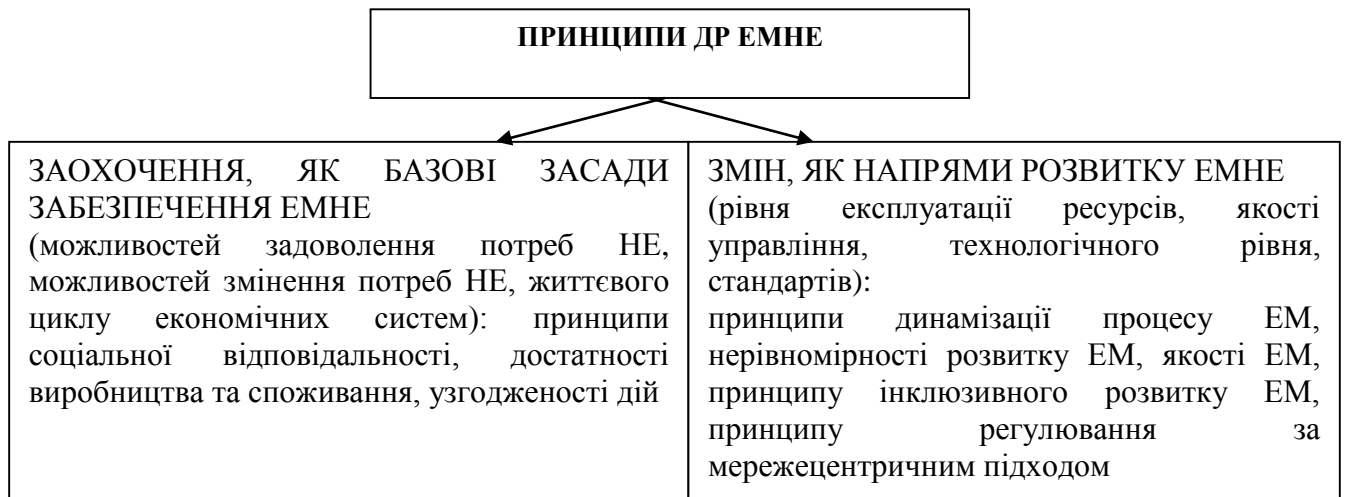 ПРИНЦИПИ ДР ЕМНЕ
ЗАОХОЧЕННЯ, ЯК БАЗОВІ ЗАСАДИ
ЗАБЕЗПЕЧЕННЯ ЕМНЕ
(можливостей задоволення потреб НЕ,
можливостей змінення потреб НЕ, життєвого
циклу економічних систем): принципи
соціальної відповідальності, достатності
виробництва та споживання, узгодженості дій
ЗМІН, ЯК НАПРЯМИ РОЗВИТКУ ЕМНЕ
(рівня експлуатації ресурсів, якості
управління, технологічного рівня,
стандартів):
принципи динамізації процесу ЕМ,
нерівномірності розвитку ЕМ, якості ЕМ,
принципу інклюзивного розвитку ЕМ,
принципу регулювання за
мережецентричним підходом